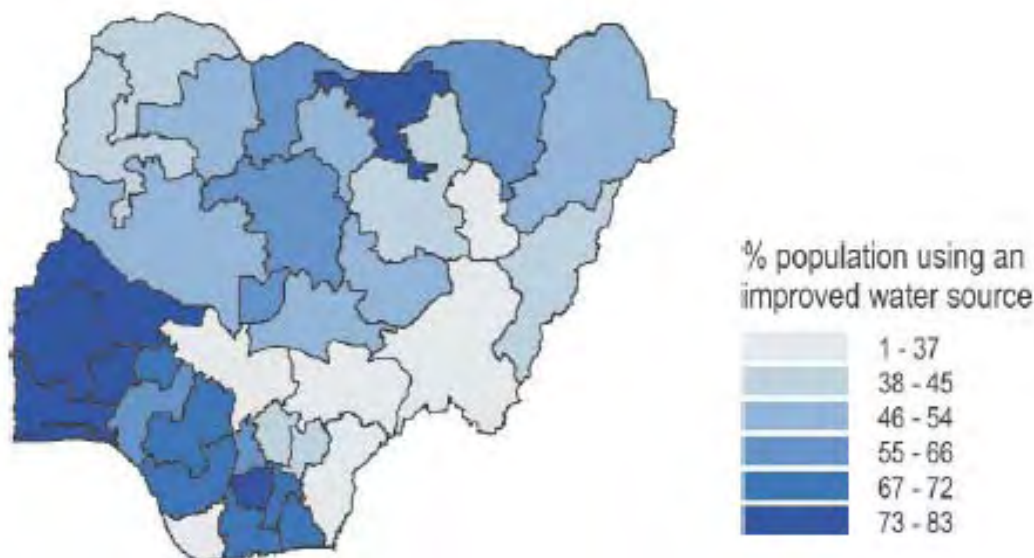 % population using an
improved water source
1 - 37
38 - 45
46 - 54
55 - 66
67 - 72
73 - 83